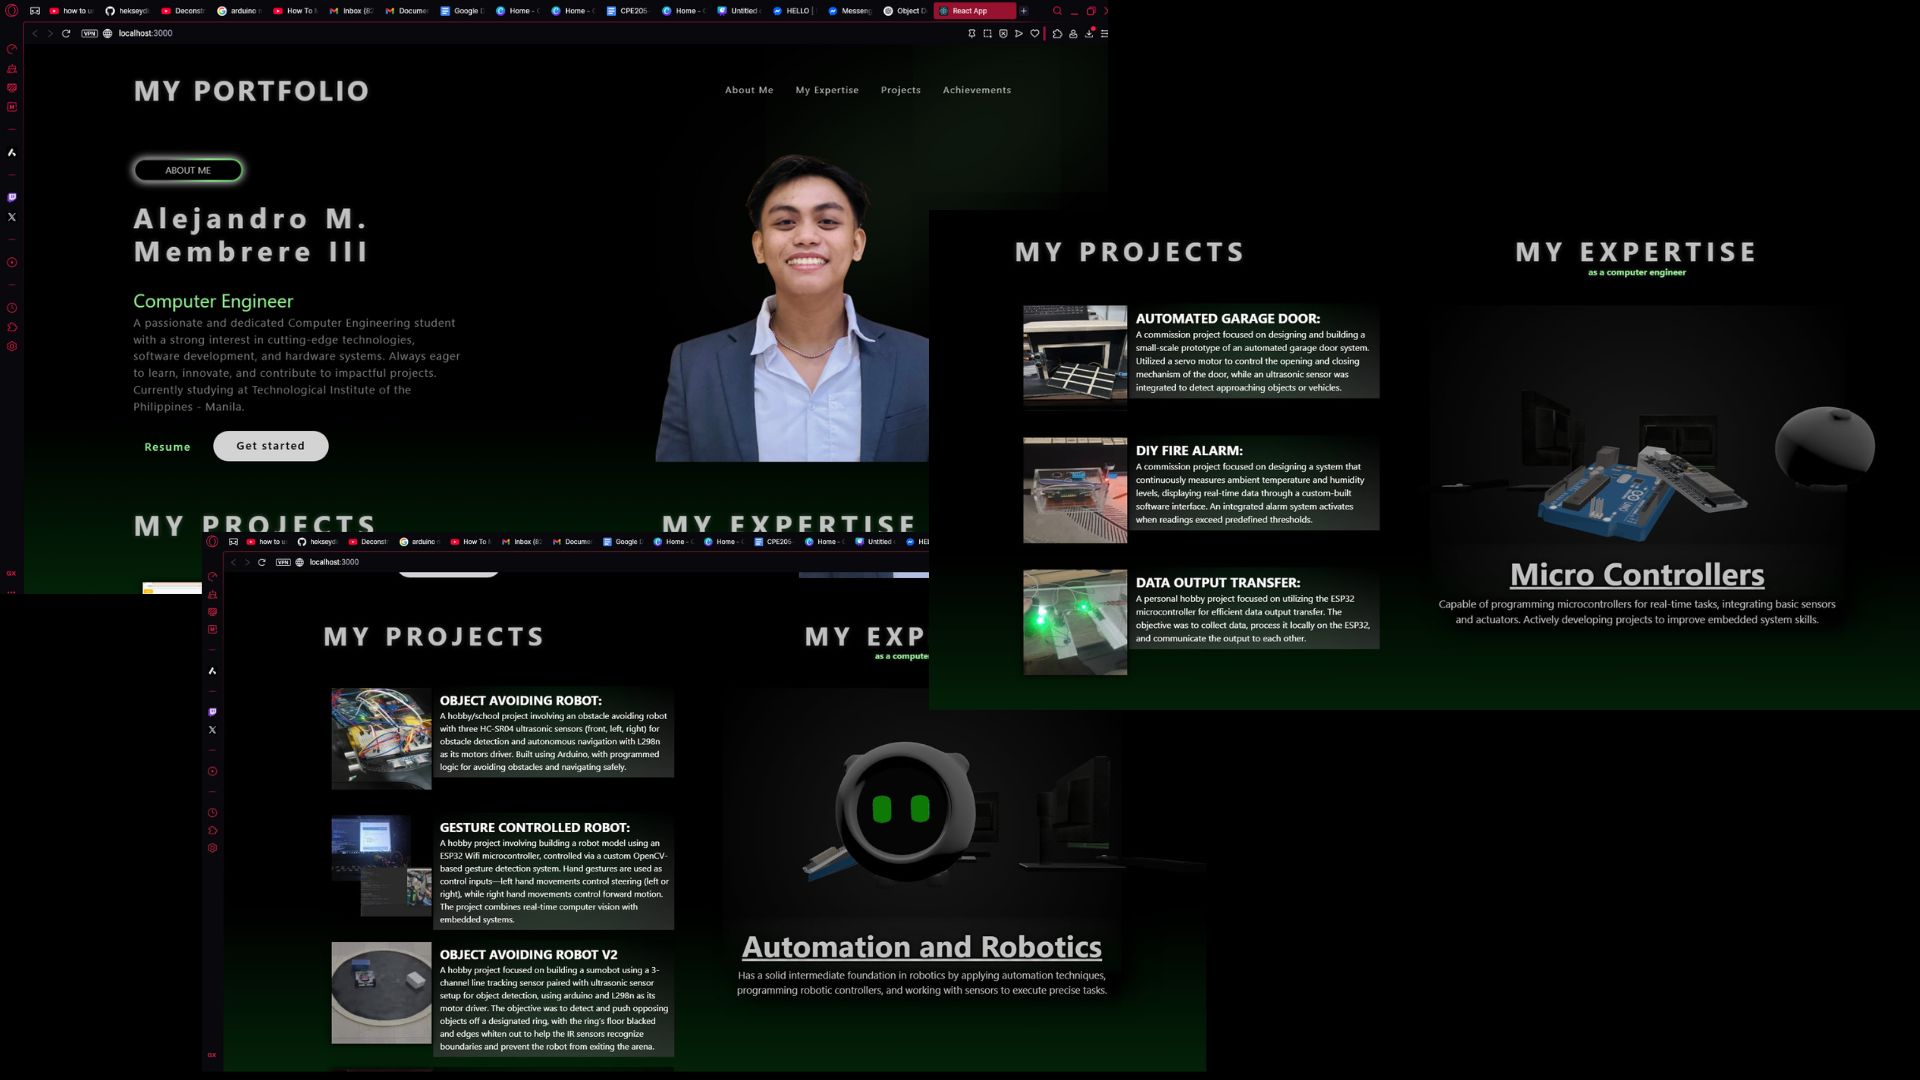 how to u
hekseydi
Deconstr
arduino n
How To M
Inbox (82
Docume
Google D
Home - C
Home - C
CPE205-
Home - C
Untitled
HELLO |
Messeng
Object D
React App
VPN
localhost:3000
MY PORTFOLIO
About Me
My Expertise
Projects
Achievements
ABOUT ME
Alejandro M.
Membrere III
Computer Engineer
A passionate and dedicated Computer Engineering student
with a strong interest in cutting-edge technologies,
software development, and hardware systems. Always eager
to learn, innovate, and contribute to impactful projects.
Currently studying at Technological Institute of the
Philippines - Manila.
Resume
Get started
MY PROJECTS
MY EXPERTISE
GX
how to u
hekseydi
Deconst
arduino
How To
Inbox (82
Docume
Google D
Home -
Home -
CPE205
Home -
Untitled
HEL
VPN
localhost:3000
MY PROJECTS
MY EXP
as a compute
OBJECT AVOIDING ROBOT:
A hobby/school project involving an obstacle avoiding robot
with three HC-SR04 ultrasonic sensors (front, left, right) for
obstacle detection and autonomous navigation with L298n
as its motors driver. Built using Arduino, with programmed
logic for avoiding obstacles and navigating safely.
GESTURE CONTROLLED ROBOT:
A hobby project involving building a robot model using an
ESP32 Wifi microcontroller, controlled via a custom OpenCV-
based gesture detection system. Hand gestures are used as
control inputs—left hand movements control steering (left or
right), while right hand movements control forward motion.
The project combines real-time computer vision with
embedded systems.
OBJECT AVOIDING ROBOT V2
A hobby project focused on building a sumobot using a 3-
channel line tracking sensor paired with ultrasonic sensor
setup for object detection, using arduino and L298n as its
motor driver. The objective was to detect and push opposing
objects off a designated ring, with the ring's floor blacked
and edges whiten out to help the IR sensors recognize
boundaries and prevent the robot from exiting the arena.
Automation and Robotics
Has a solid intermediate foundation in robotics by applying automation techniques,
programming robotic controllers, and working with sensors to execute precise tasks.
GX
MY PROJECTS
MY EXPERTISE
as a computer engineer
AUTOMATED GARAGE DOOR:
A commission project focused on designing and building a
small-scale prototype of an automated garage door system.
Utilized a servo motor to control the opening and closing
mechanism of the door, while an ultrasonic sensor was
integrated to detect approaching objects or vehicles.
DIY FIRE ALARM:
A commission project focused on designing a system that
continuously measures ambient temperature and humidity
levels, displaying real-time data through a custom-built
software interface. An integrated alarm system activates
when readings exceed predefined thresholds.
DATA OUTPUT TRANSFER:
A personal hobby project focused on utilizing the ESP32
microcontroller for efficient data output transfer. The
objective was to collect data, process it locally on the ESP32,
and communicate the output to each other.
Micro Controllers
Capable of programming microcontrollers for real-time tasks, integrating basic sensors
and actuators. Actively developing projects to improve embedded system skills.